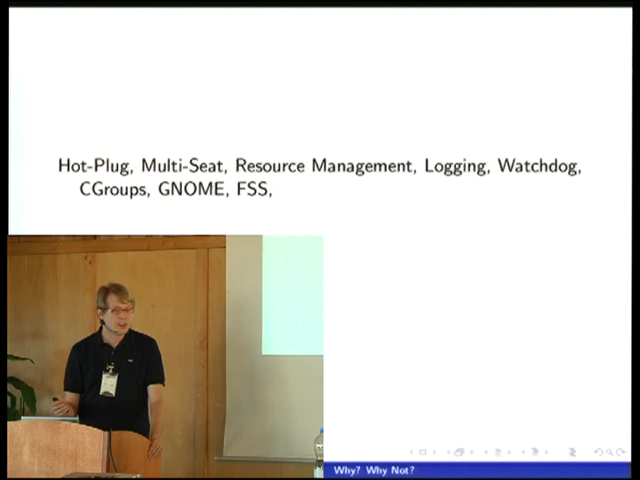 Hot-Plug, Multi-Seat, Resource Management, Logging, Watchdog,
CGroups, GNOME, FSS,
Why? Why Not?